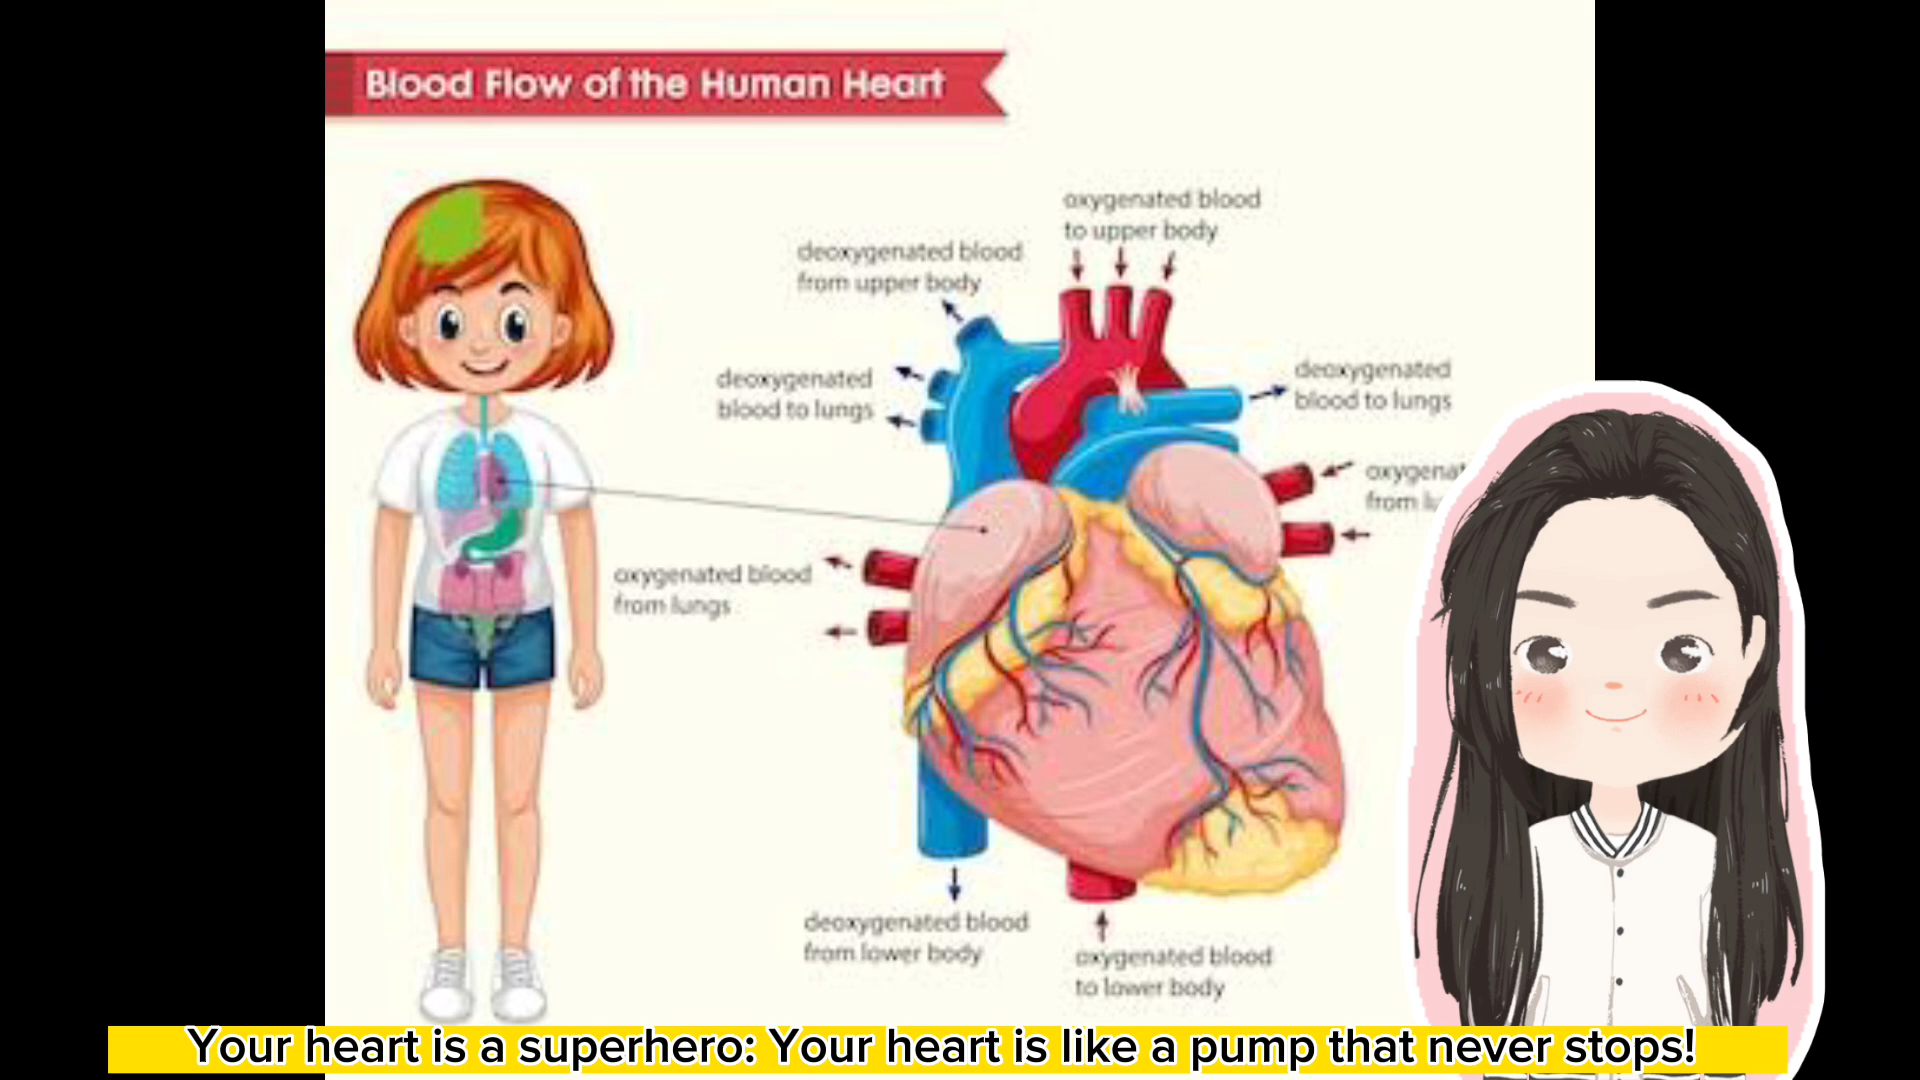 Blood Flow of the Human Heart
oxygenated blood
to upper body
deoxygenated blood
from upper body
deoxygenated
blood to lungs
deoxygenated
blood to lungs
from
oxygenated blood
from lungs
deoxygenated blood
from lower body
oxygenated blood
to lower body
Your heart is a superhero: Your heart is like a pump that never stops!